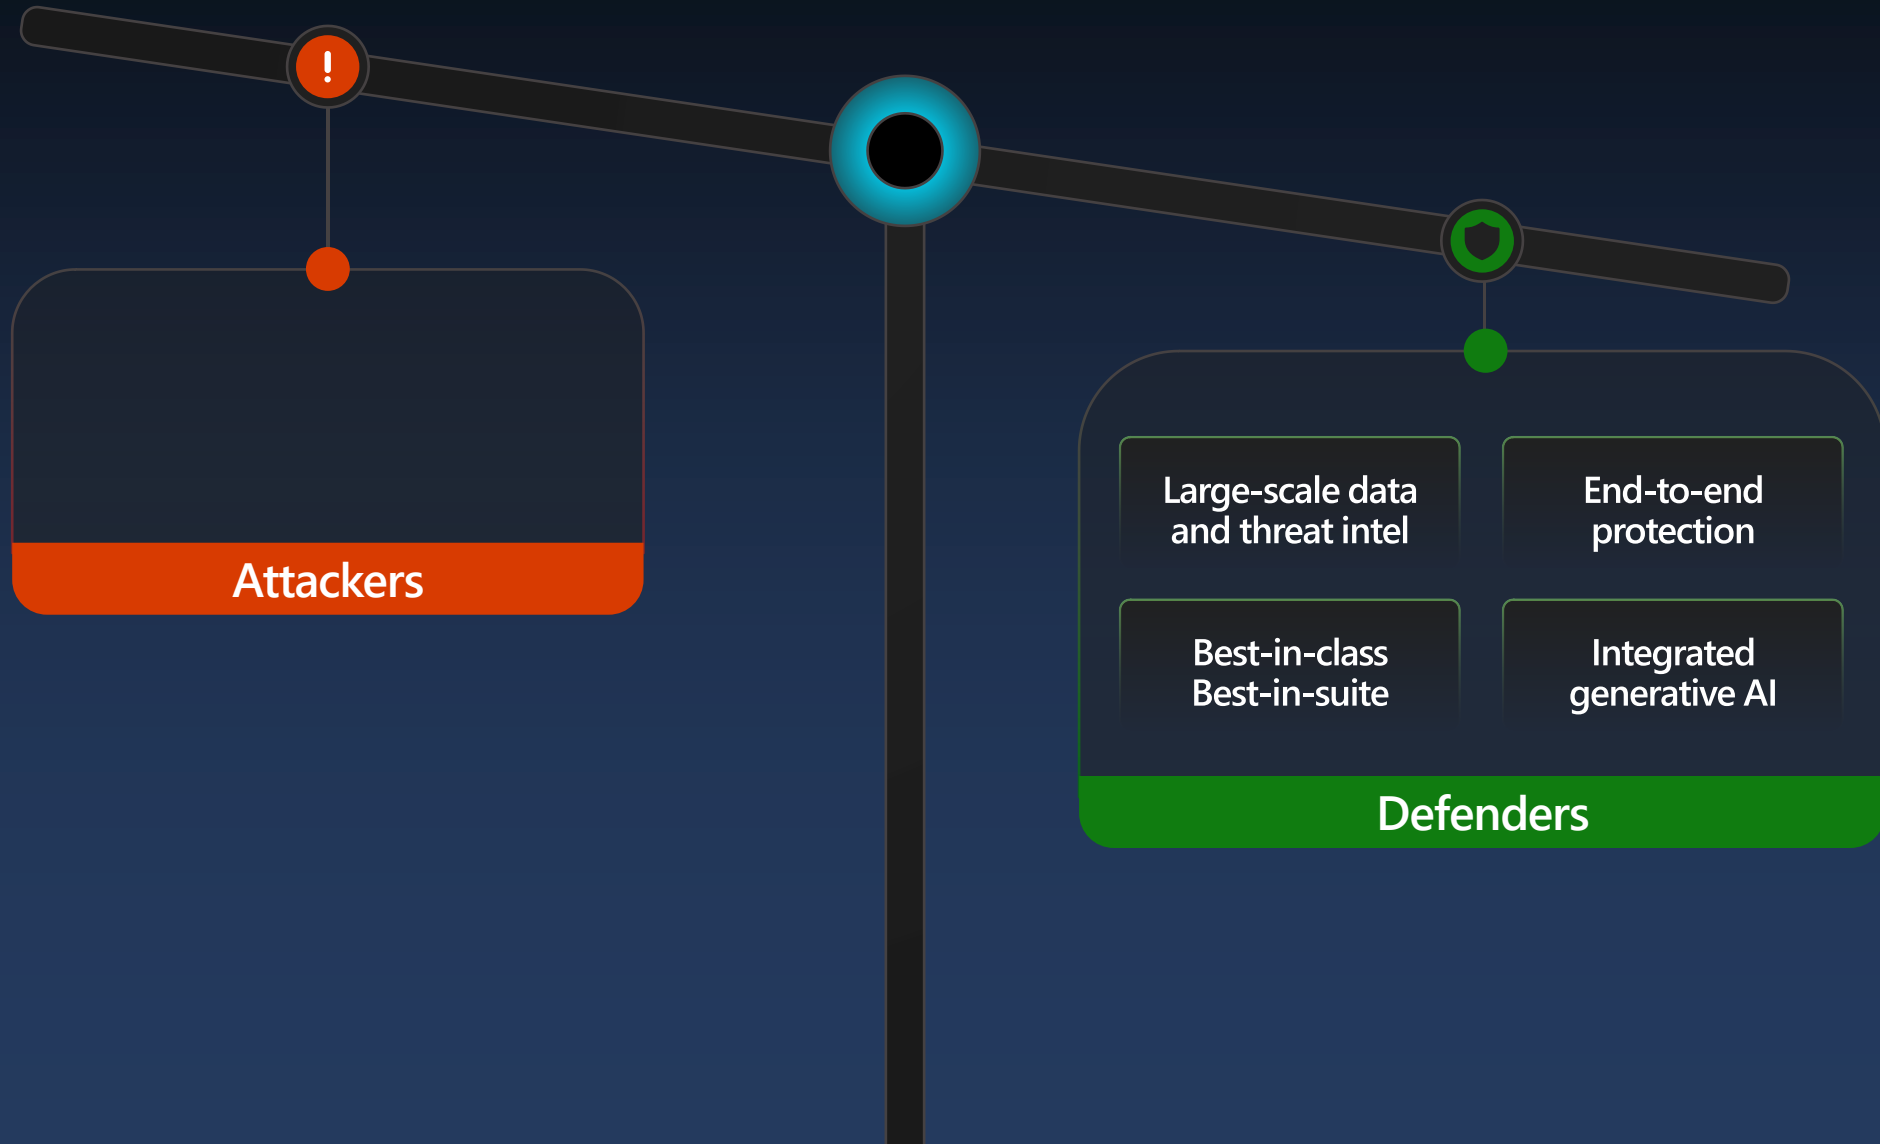 !
Attackers
Large-scale data
and threat intel
End-to-end
protection
Best-in-class
Best-in-suite
Integrated
generative AI
Defenders